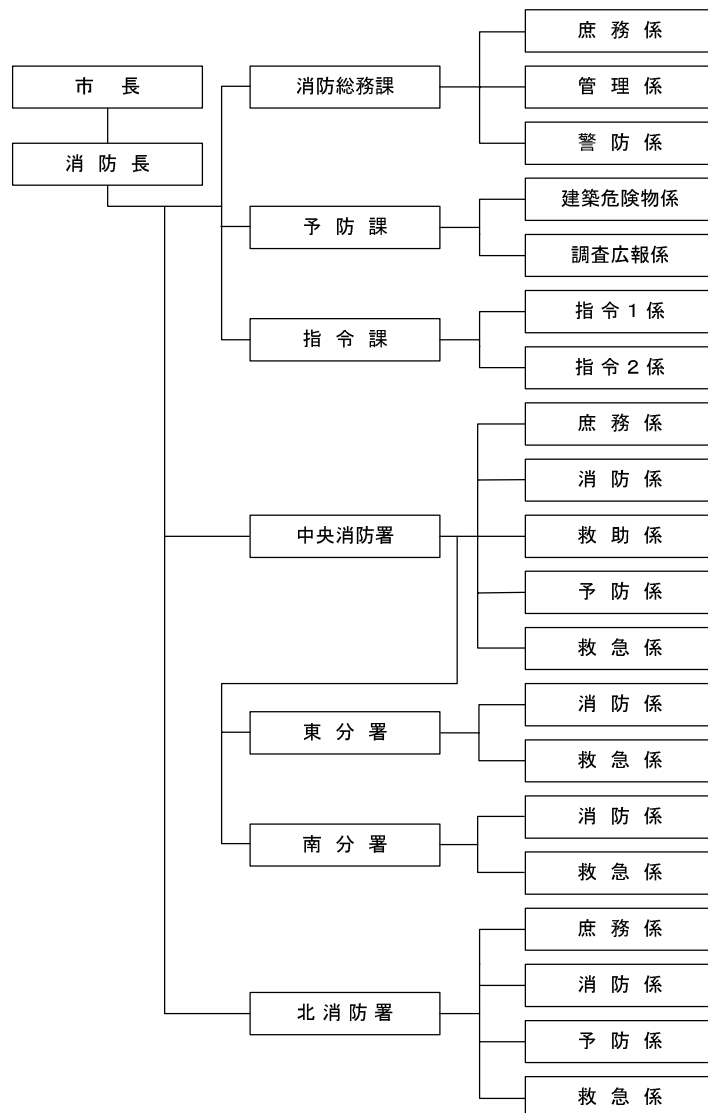 市長
消防長
消防総務課
庶務係
管理係
警防係
予防課
建築危険物係
調査広報係
指令課
指令1係
指令2係
中央消防署
庶務係
消防係
救助係
予防係
救急係
東分署
消防係
救急係
南分署
消防係
救急係
北消防署
庶務係
消防係
予防係
救急係